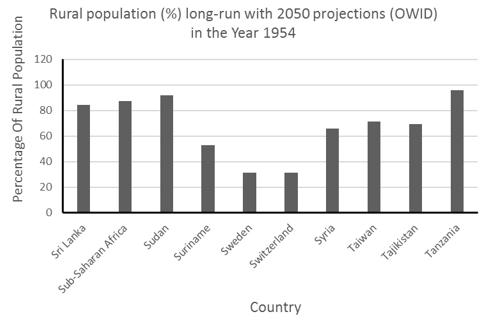 Rural population (%) long-run with 2050 projections (OWID)
in the Year 1954
Percentage Of Rural Population
120
100
80
60
40
20
0
Sri Lanka
Sub-Saharan Africa
Sudan
Suriname
Sweden
Switzerland
Syria
Taiwan
Tajikistan
Tanzania
Country